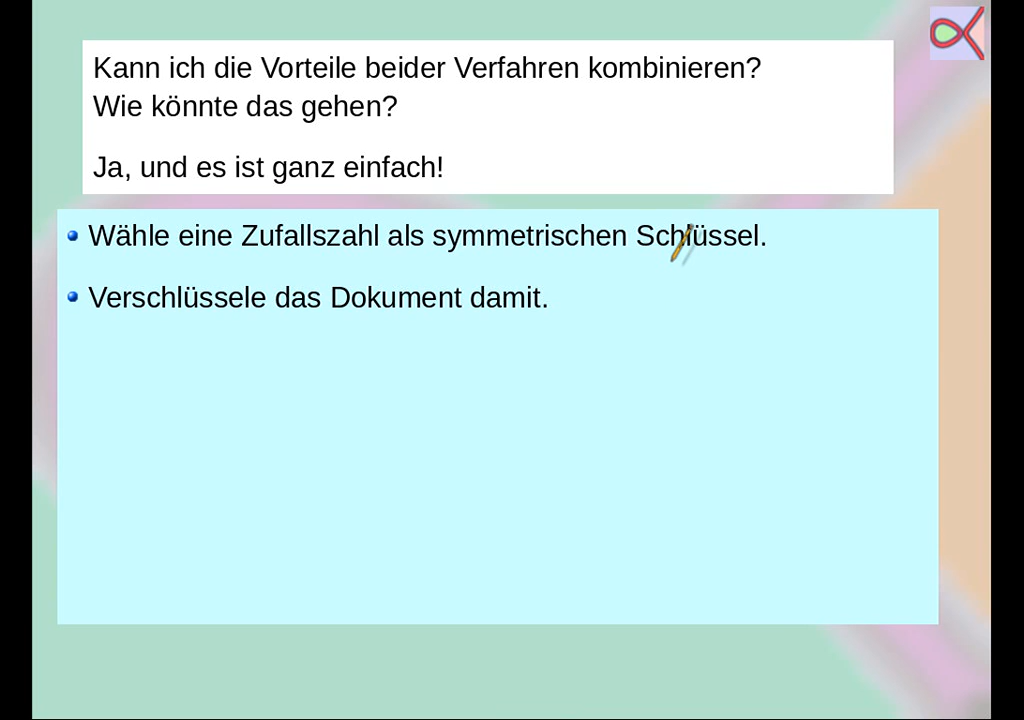 Kann ich die Vorteile beider Verfahren kombinieren?
Wie könnte das gehen?
Ja, und es ist ganz einfach!
Wähle eine Zufallszahl als symmetrischen Schlüssel.
Verschlüssele das Dokument damit.